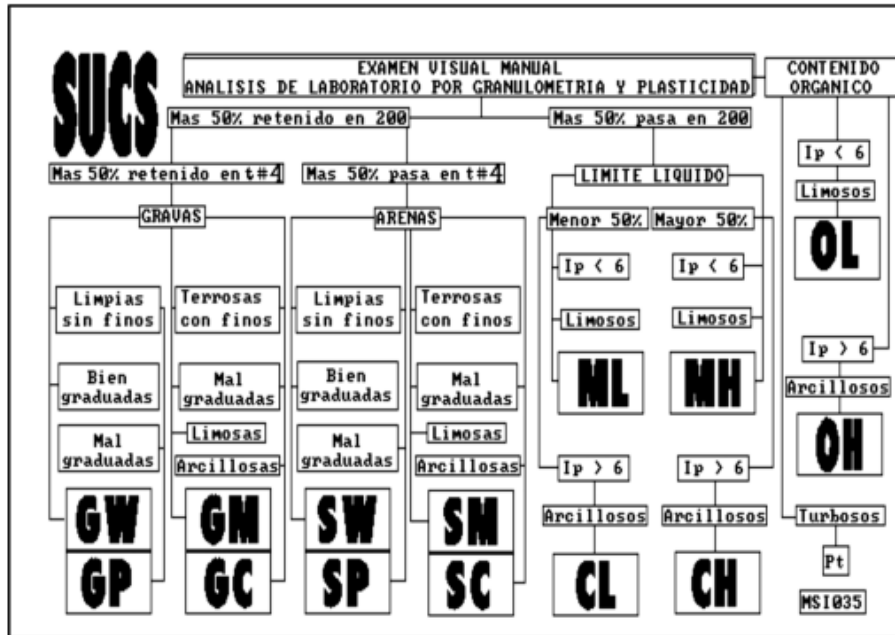 SUCS
EXAMEN VISUAL MANUAL
ANALISIS DE LABORATORIO POR GRANULOMETRIA Y PLASTICIDAD
CONTENIDO
ORGANICO
Mas 50% retenido en 200
Mas 50% pasa en 200
Mas 50% retenido en t#4
Mas 50% pasa en t#4
GRAVAS
ARENAS
Limpias
sin finos
Terrosas
con finos
Limpias
sin finos
Terrosas
con finos
Bien
graduadas
Mal
graduadas
Bien
graduadas
Mal
graduadas
Mal
graduadas
Limosas
Arcillosas
Mal
graduadas
Limosas
Arcillosas
GW
GP
GM
GC
SW
SP
SM
SC
LIMITE LIQUIDO
Menor 50%
Mayor 50%
Ip < 6
Limosos
ML
Ip < 6
Limosos
MH
Ip > 6
Arcillosos
CL
Ip > 6
Arcillosos
CH
Ip < 6
Limosos
OL
Ip > 6
Arcillosos
OH
Turbosos
Pt
MSI035